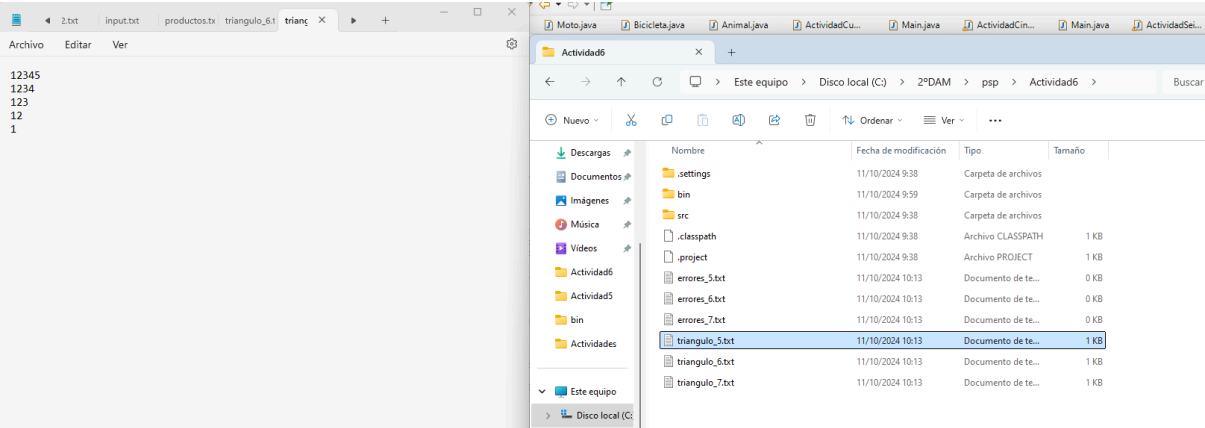 2.txt
input.txt
productos.tx
triangulo_6.t
triang
Archivo Editar Ver
12345
1234
123
12
1
Moto.java
Bicicleta.java
Animal.java
ActividadCu...
Main.java
ActividadCin...
Main.java
ActividadSei...
Actividad6
Este equipo > Disco local (C:) > 2ºDAM > psp > Actividad6 >
Buscar
Nuevo
Ordenar
Ver
Descargas
Documentos
Imágenes
Música
Vídeos
Actividad6
Actividad5
bin
Actividades
Este equipo
Disco local (C:
Nombre Fecha de modificación Tipo Tamaño
.settings 11/10/2024 9:38 Carpeta de archivos
bin 11/10/2024 9:59 Carpeta de archivos
src 11/10/2024 9:38 Carpeta de archivos
.classpath 11/10/2024 9:38 Archivo CLASSPATH 1 KB
.project 11/10/2024 9:38 Archivo PROJECT 1 KB
errores_5.txt 11/10/2024 10:13 Documento de te... 0 KB
errores_6.txt 11/10/2024 10:13 Documento de te... 0 KB
errores_7.txt 11/10/2024 10:13 Documento de te... 0 KB
triangulo_5.txt 11/10/2024 10:13 Documento de te... 1 KB
triangulo_6.txt 11/10/2024 10:13 Documento de te... 1 KB
triangulo_7.txt 11/10/2024 10:13 Documento de te... 1 KB